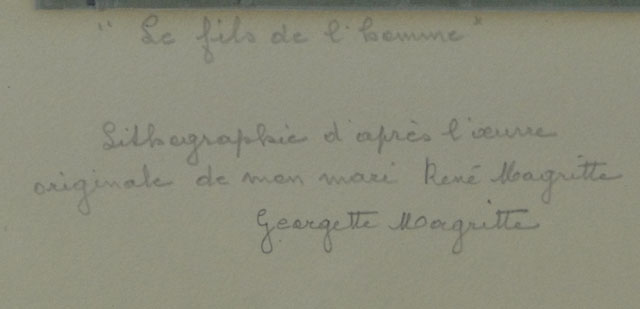 "Le fils de l'homme"
Lithographie d'après l'œuvre
originale de mon mari René Magritte
Georgette Magritte